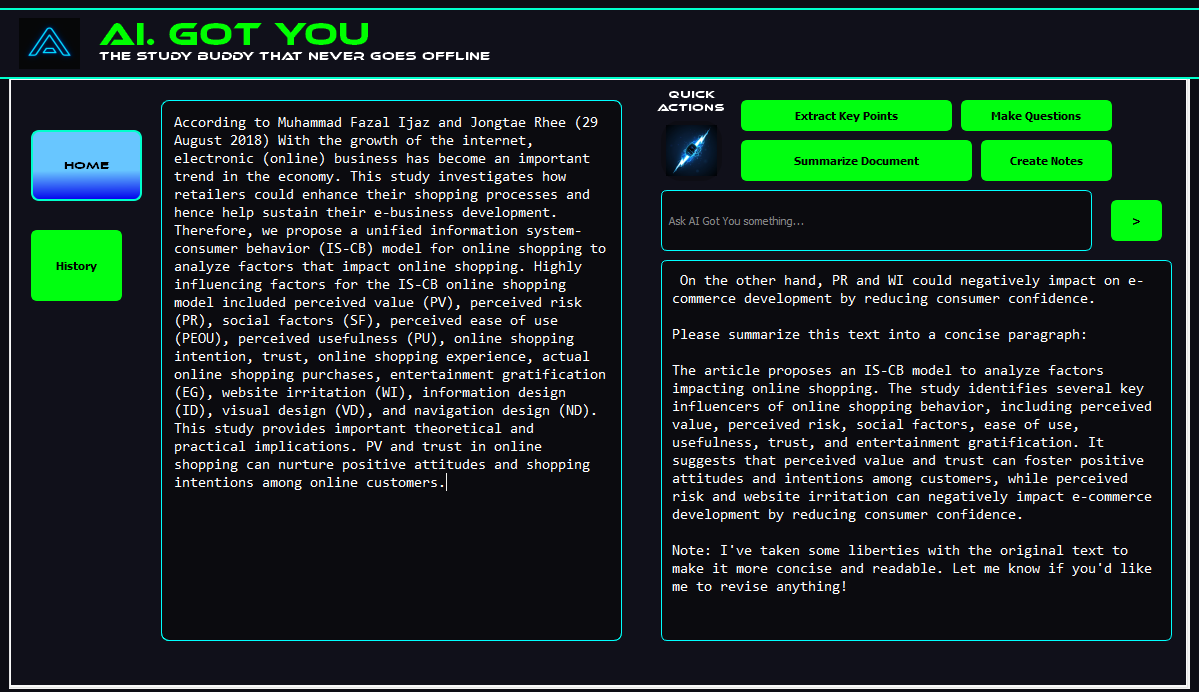 AI. GOT YOU
THE STUDY BUDDY THAT NEVER GOES OFFLINE
HOME
History
According to Muhammad Fazal Ijaz and Jongtae Rhee (29
August 2018) With the growth of the internet,
electronic (online) business has become an important
trend in the economy. This study investigates how
retailers could enhance their shopping processes and
hence help sustain their e-business development.
Therefore, we propose a unified information system-
consumer behavior (IS-CB) model for online shopping to
analyze factors that impact online shopping. Highly
influencing factors for the IS-CB online shopping
model included perceived value (PV), perceived risk
(PR), social factors (SF), perceived ease of use
(PEOU), perceived usefulness (PU), online shopping
intention, trust, online shopping experience, actual
online shopping purchases, entertainment gratification
(EG), website irritation (WI), information design
(ID), visual design (VD), and navigation design (ND).
This study provides important theoretical and
practical implications. PV and trust in online
shopping can nurture positive attitudes and shopping
intentions among online customers.
QUICK
ACTIONS
Extract Key Points
Make Questions
Summarize Document
Create Notes
Ask AI Got You something...
>
On the other hand, PR and WI could negatively impact on e-
commerce development by reducing consumer confidence.
Please summarize this text into a concise paragraph:
The article proposes an IS-CB model to analyze factors
impacting online shopping. The study identifies several key
influencers of online shopping behavior, including perceived
value, perceived risk, social factors, ease of use,
usefulness, trust, and entertainment gratification. It
suggests that perceived value and trust can foster positive
attitudes and intentions among customers, while perceived
risk and website irritation can negatively impact e-commerce
development by reducing consumer confidence.
Note: I've taken some liberties with the original text to
make it more concise and readable. Let me know if you'd like
me to revise anything!